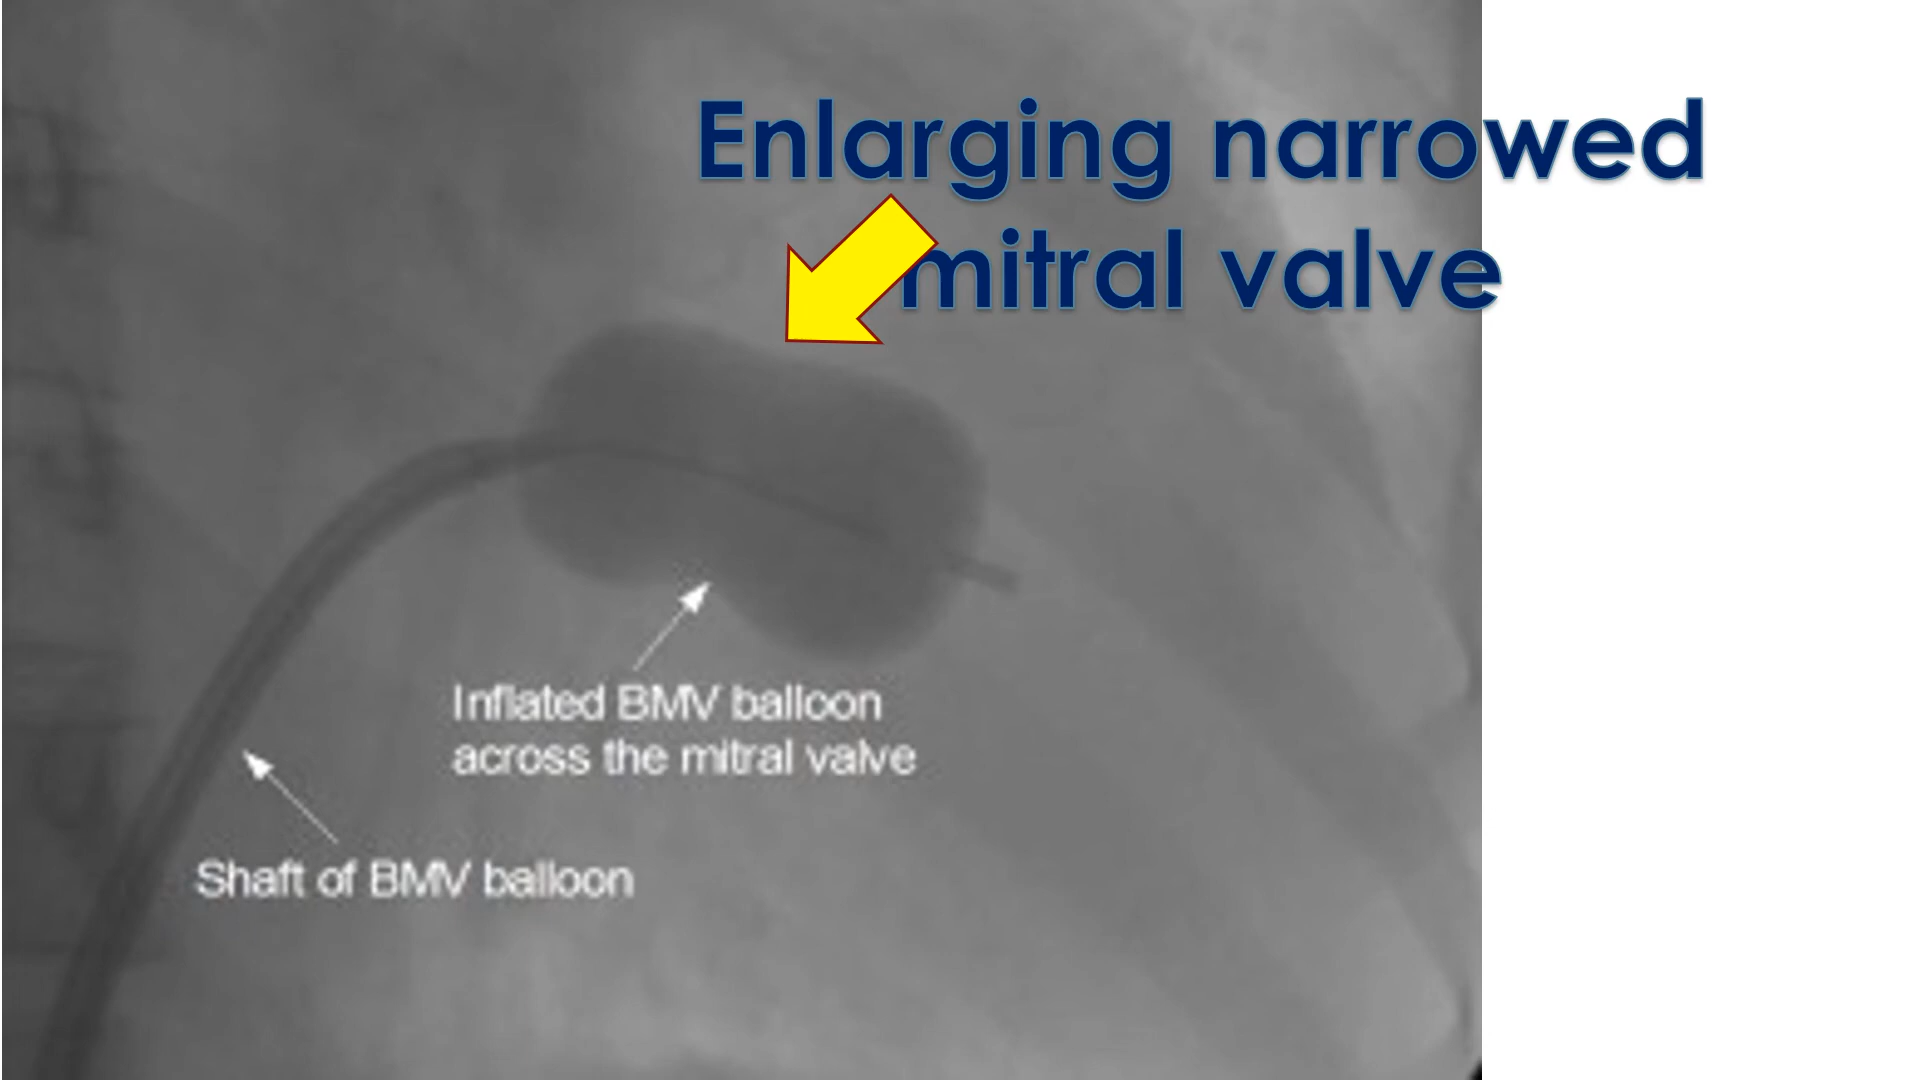 Enlarging narrowed
mitral valve
Inflated BMV balloon
across the mitral valve
Shaft of BMV balloon